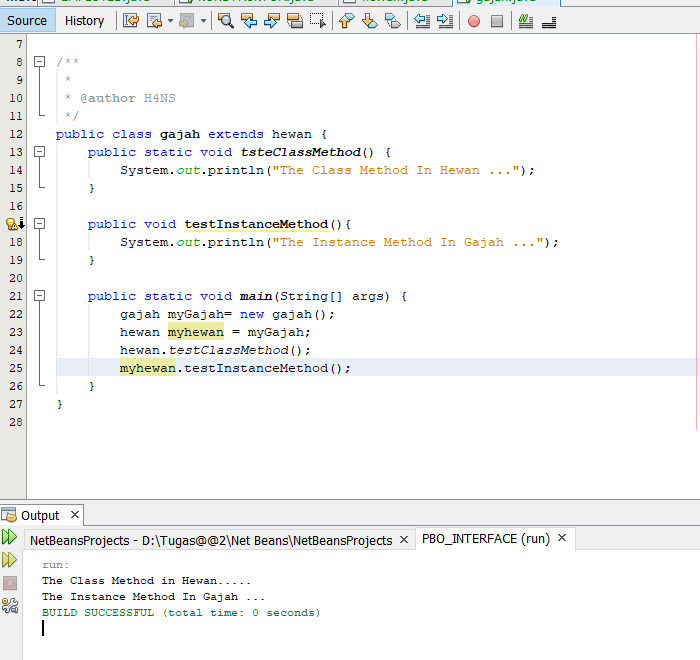 Source History
7
8 /**
9 *
10 * @author H4NS
11 */
12 public class gajah extends hewan {
13 public static void tsteClassMethod() {
14 System.out.println("The Class Method In Hewan ...");
15 }
16
public void testInstanceMethod(){
18 System.out.println("The Instance Method In Gajah ...");
19 }
20
21 public static void main(String[] args) {
22 gajah myGajah= new gajah();
23 hewan myhewan = myGajah;
24 hewan.testClassMethod();
25 myhewan.testInstanceMethod();
26 }
27 }
28
Output
NetBeansProjects - D:\Tugas@@2\Net Beans\NetBeansProjects PBO_INTERFACE (run)
run:
The Class Method in Hewan.....
The Instance Method In Gajah ...
BUILD SUCCESSFUL (total time: 0 seconds)